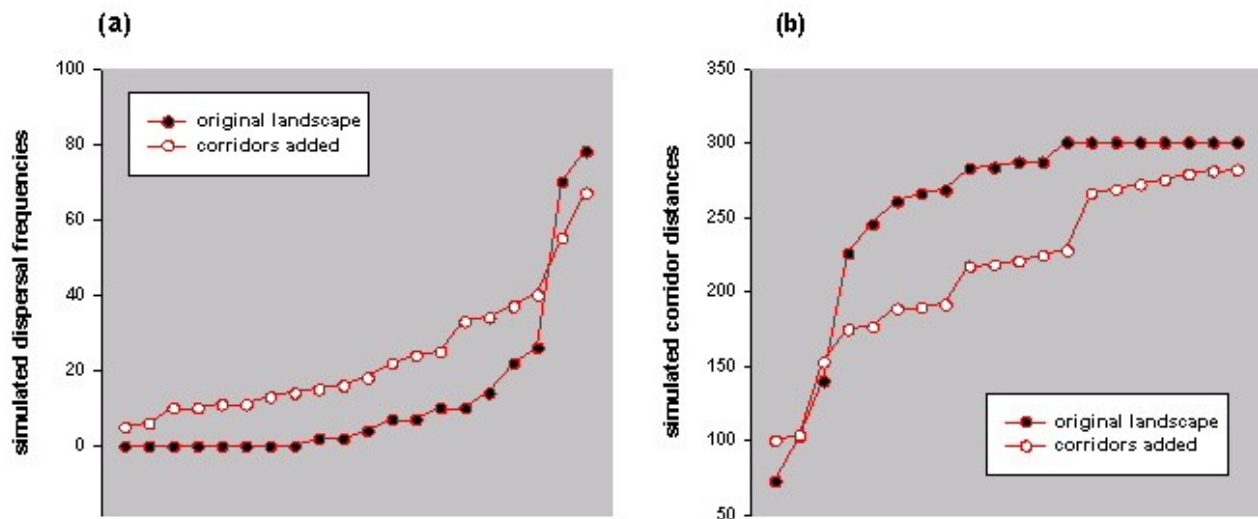 (a)
simulated dispersal frequencies
100
80
60
40
20
0
original landscape
corridors added
(b)
simulated corridor distances
350
300
250
200
150
100
50
original landscape
corridors added